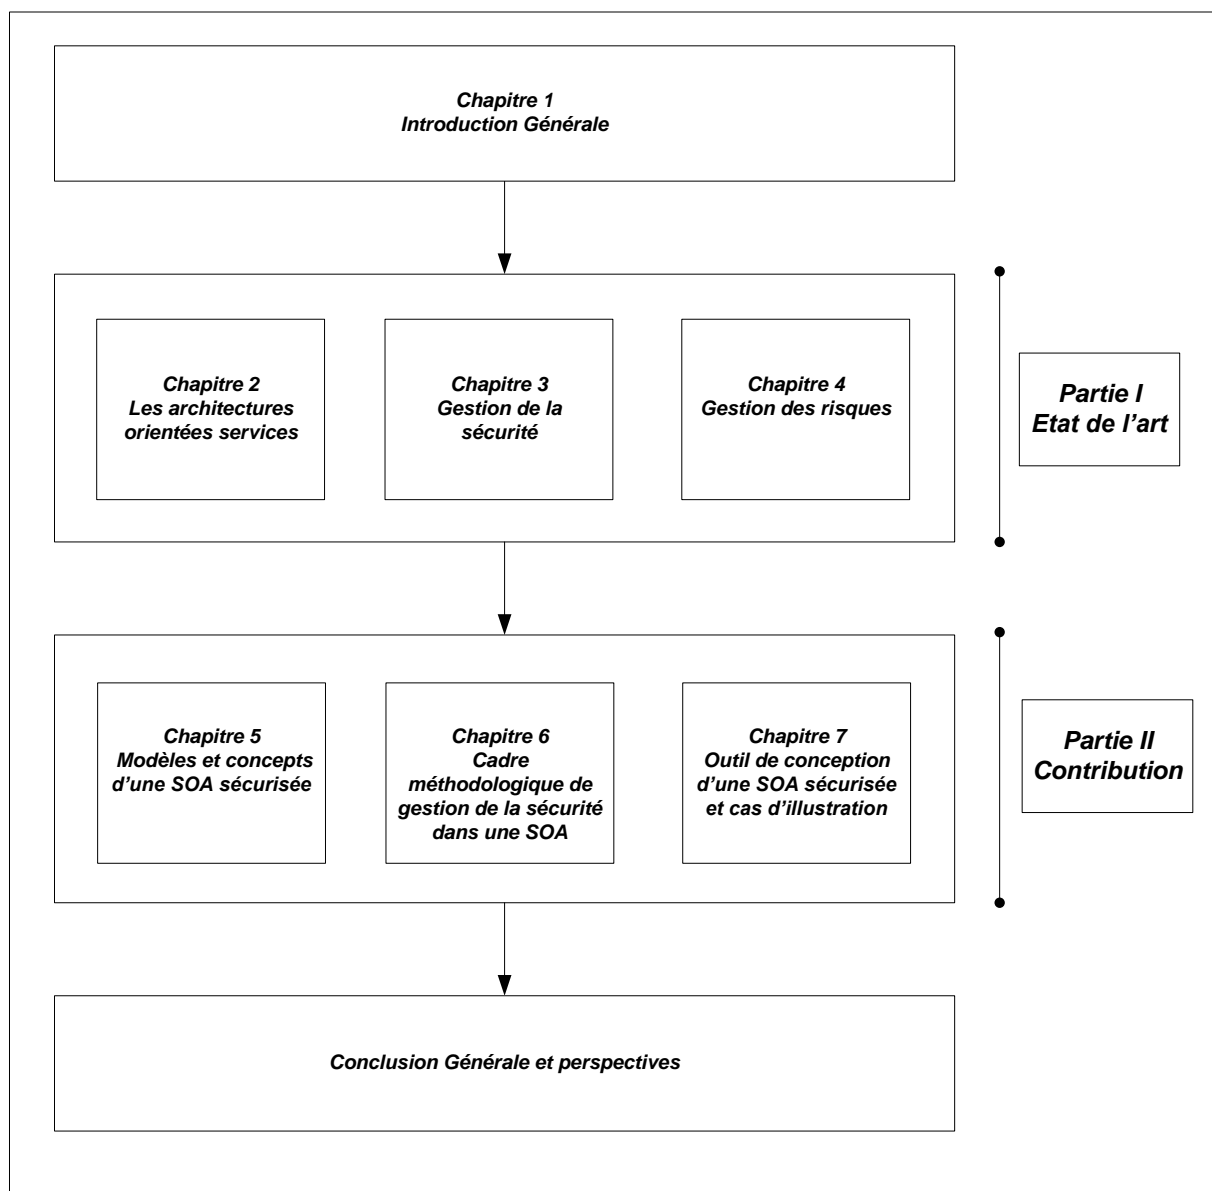 Chapitre 1
Introduction Générale
Chapitre 2
Les architectures
orientées services
Chapitre 3
Gestion de la
sécurité
Chapitre 4
Gestion des risques
Partie I
Etat de l’art
Chapitre 5
Modèles et concepts
d’une SOA sécurisée
Chapitre 6
Cadre
méthodologique de
gestion de la sécurité
dans une SOA
Chapitre 7
Outil de conception
d’une SOA sécurisée
et cas d’illustration
Partie II
Contribution
Conclusion Générale et perspectives